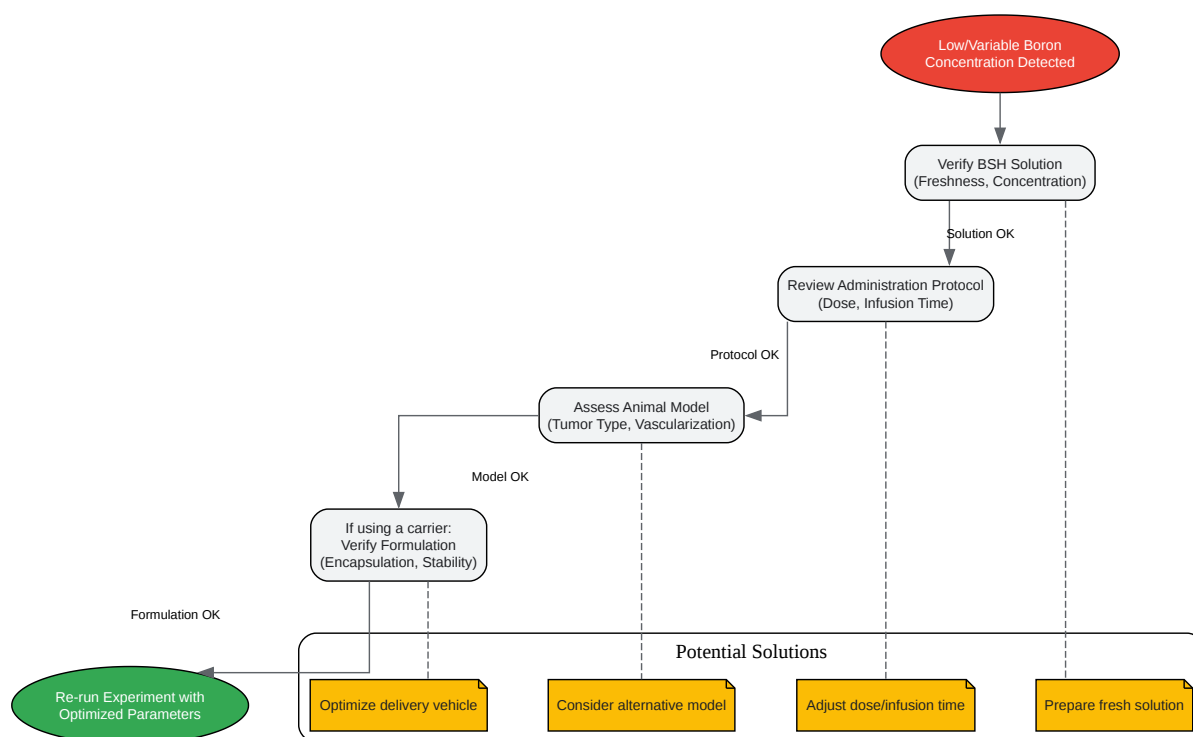 Low/Variable Boron
Concentration Detected
Verify BSH Solution
(Freshness, Concentration)
Solution OK
Review Administration Protocol
(Dose, Infusion Time)
Protocol OK
Assess Animal Model
(Tumor Type, Vascularization)
Model OK
If using a carrier:
Verify Formulation
(Encapsulation, Stability)
Formulation OK
Potential Solutions
Re-run Experiment with
Optimized Parameters
Optimize delivery vehicle
Consider alternative model
Adjust dose/infusion time
Prepare fresh solution